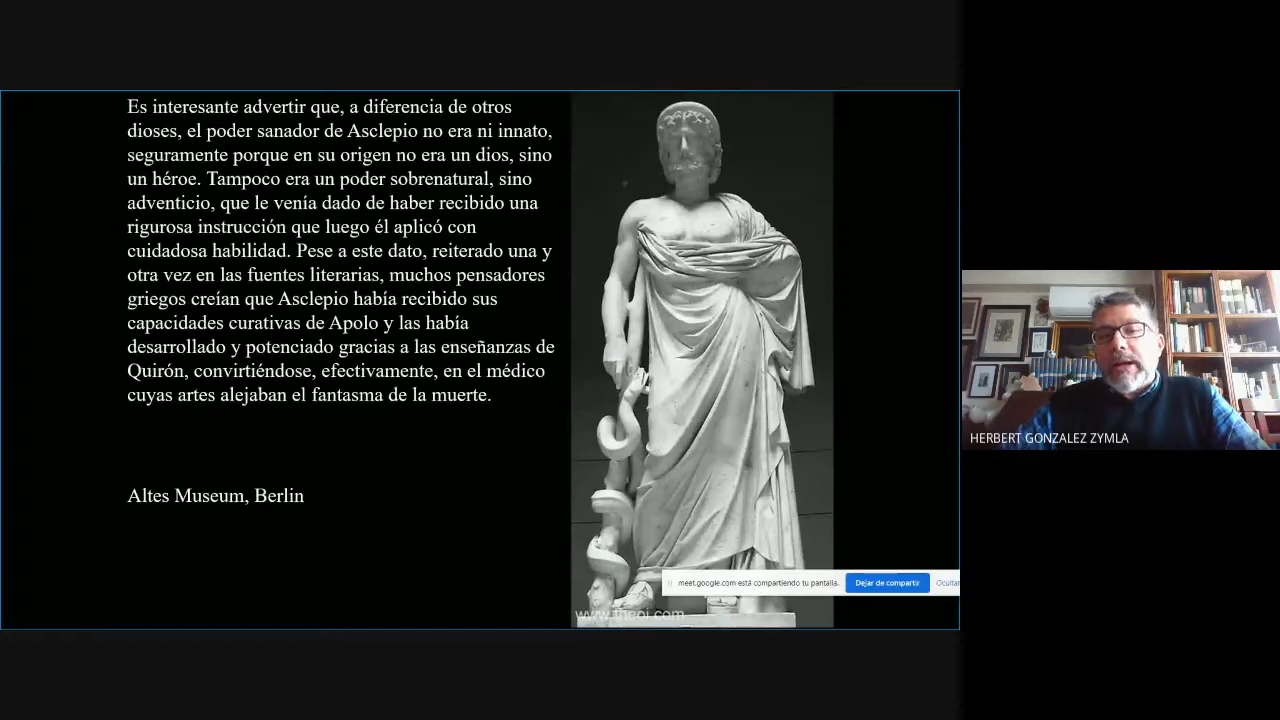 Es interesante advertir que, a diferencia de otros
dioses, el poder sanador de Asclepio no era ni innato,
seguramente porque en su origen no era un dios, sino
un héroe. Tampoco era un poder sobrenatural, sino
adventicio, que le venía dado de haber recibido una
rigurosa instrucción que luego él aplicó con
cuidadosa habilidad. Pese a este dato, reiterado una y
otra vez en las fuentes literarias, muchos pensadores
griegos creían que Asclepio había recibido sus
capacidades curativas de Apolo y las había
desarrollado y potenciado gracias a las enseñanzas de
Quirón, convirtiéndose, efectivamente, en el médico
cuyas artes alejaban el fantasma de la muerte.
Altes Museum, Berlin
meet.google.com está compartiendo tu pantalla.
Dejar de compartir
Ocultar
www.theoi.com
HERBERT GONZALEZ ZYMLA